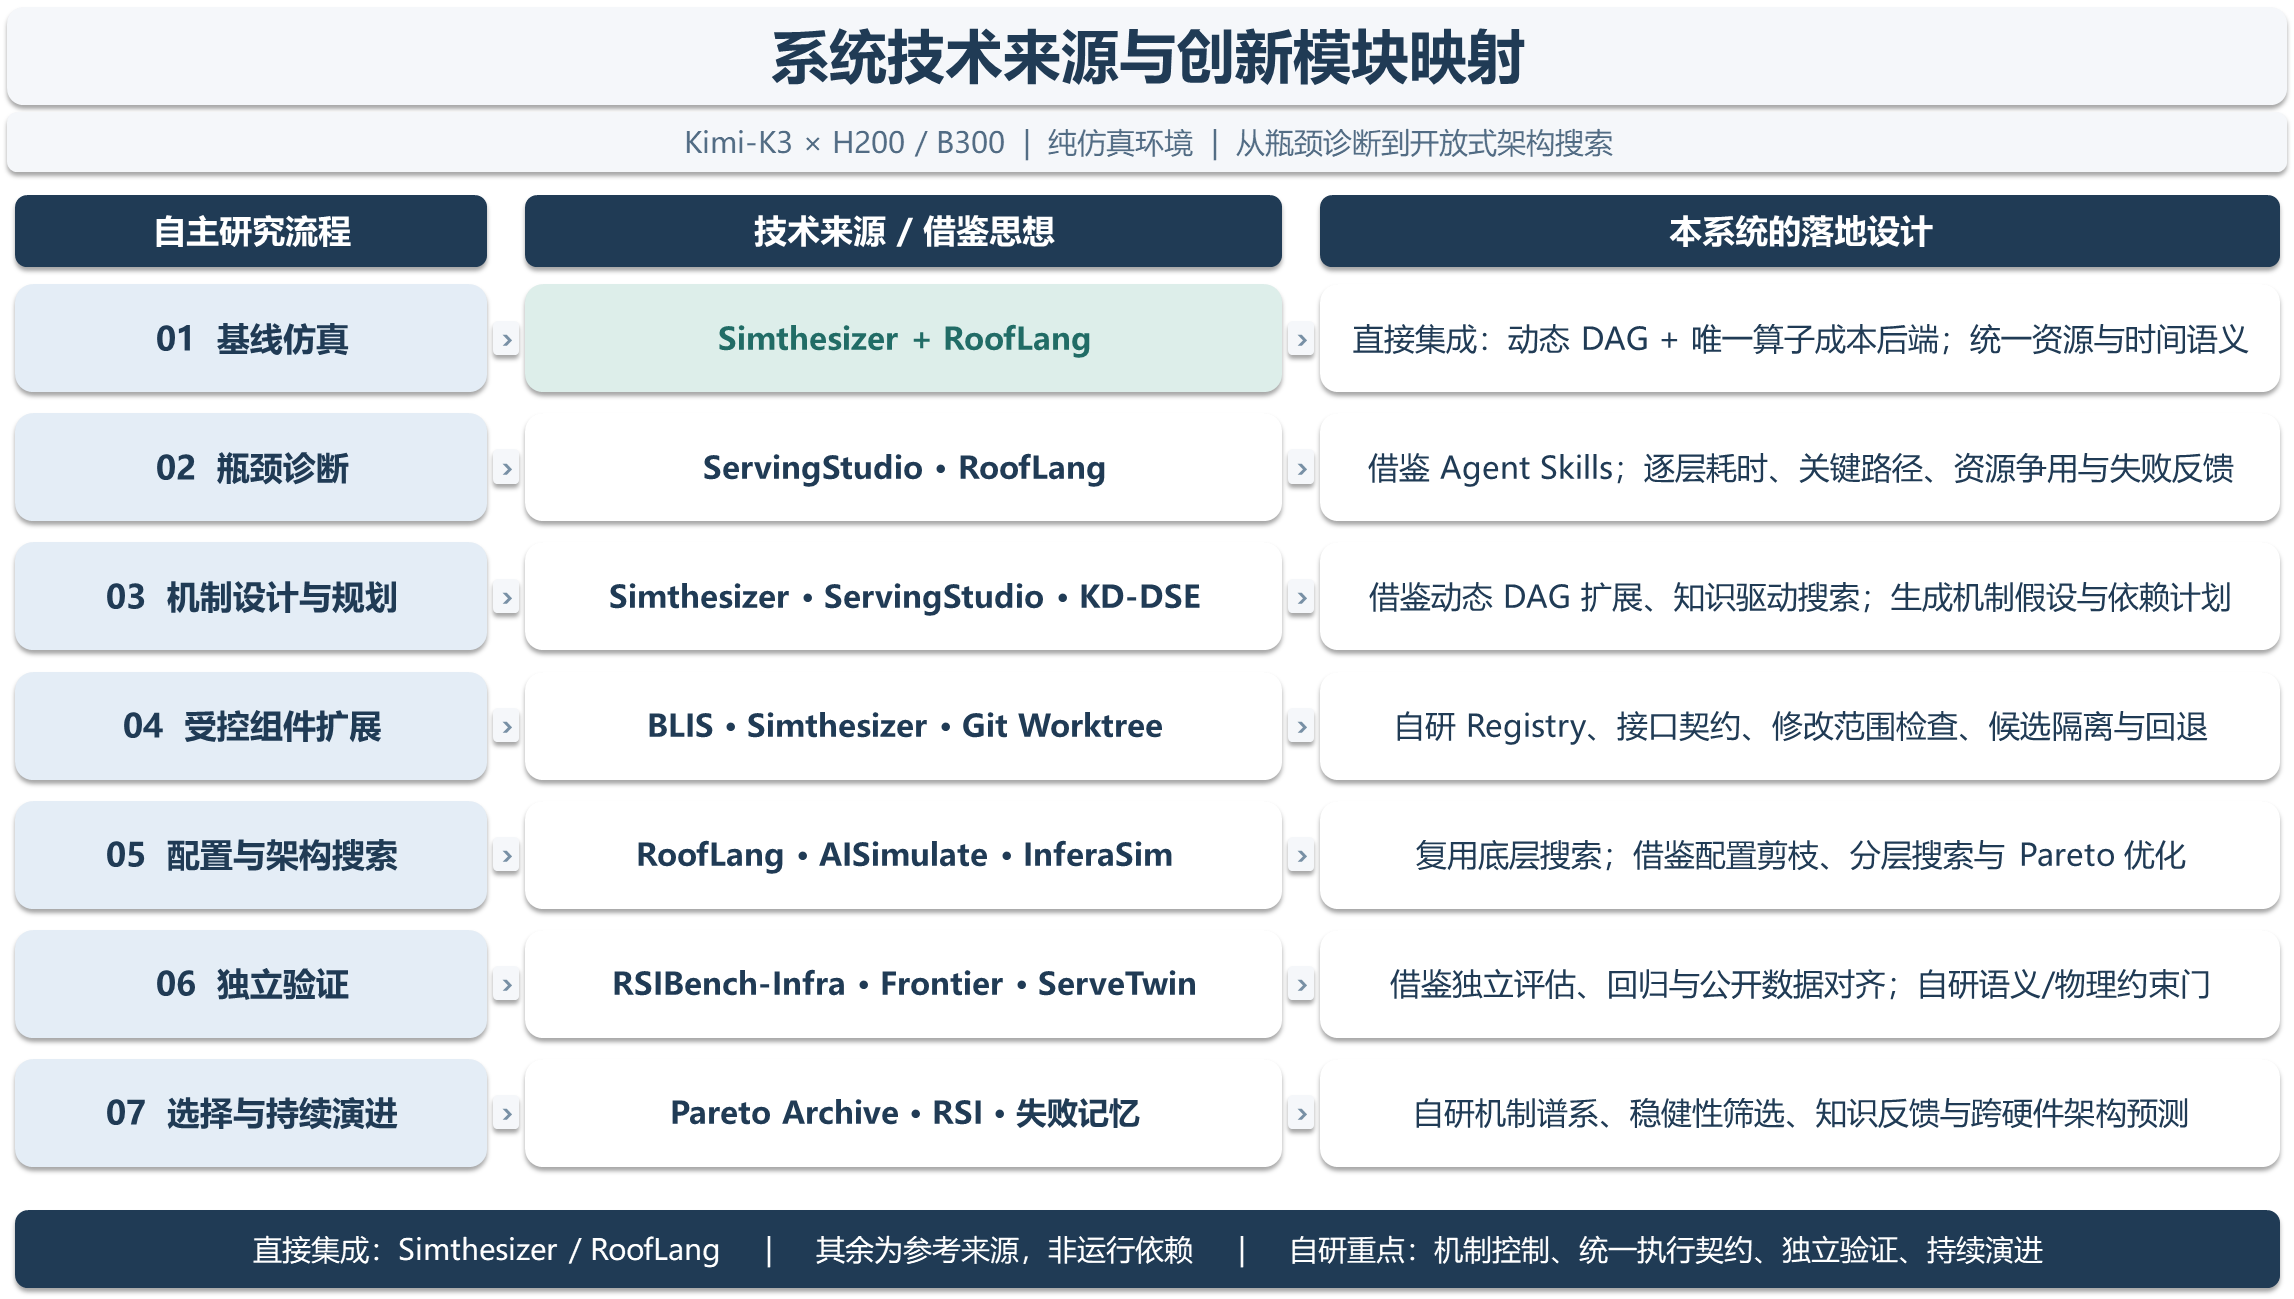 系统技术来源与创新模块映射
Kimi-K3 × H200 / B300 | 纯仿真环境 | 从瓶颈诊断到开放式架构搜索
自主研究流程
技术来源 / 借鉴思想
本系统的落地设计
01 基线仿真
›
Simthesizer + RoofLang
›
直接集成：动态 DAG + 唯一算子成本后端；统一资源与时间语义
02 瓶颈诊断
›
ServingStudio • RoofLang
›
借鉴 Agent Skills；逐层耗时、关键路径、资源争用与失败反馈
03 机制设计与规划
›
Simthesizer • ServingStudio • KD-DSE
›
借鉴动态 DAG 扩展、知识驱动搜索；生成机制假设与依赖计划
04 受控组件扩展
›
BLIS • Simthesizer • Git Worktree
›
自研 Registry、接口契约、修改范围检查、候选隔离与回退
05 配置与架构搜索
›
RoofLang • AISimulate • InferaSim
›
复用底层搜索；借鉴配置剪枝、分层搜索与 Pareto 优化
06 独立验证
›
RSIBench-Infra • Frontier • ServeTwin
›
借鉴独立评估、回归与公开数据对齐；自研语义/物理约束门
07 选择与持续演进
›
Pareto Archive • RSI • 失败记忆
›
自研机制谱系、稳健性筛选、知识反馈与跨硬件架构预测
直接集成：Simthesizer / RoofLang | 其余为参考来源，非运行依赖 | 自研重点：机制控制、统一执行契约、独立验证、持续演进